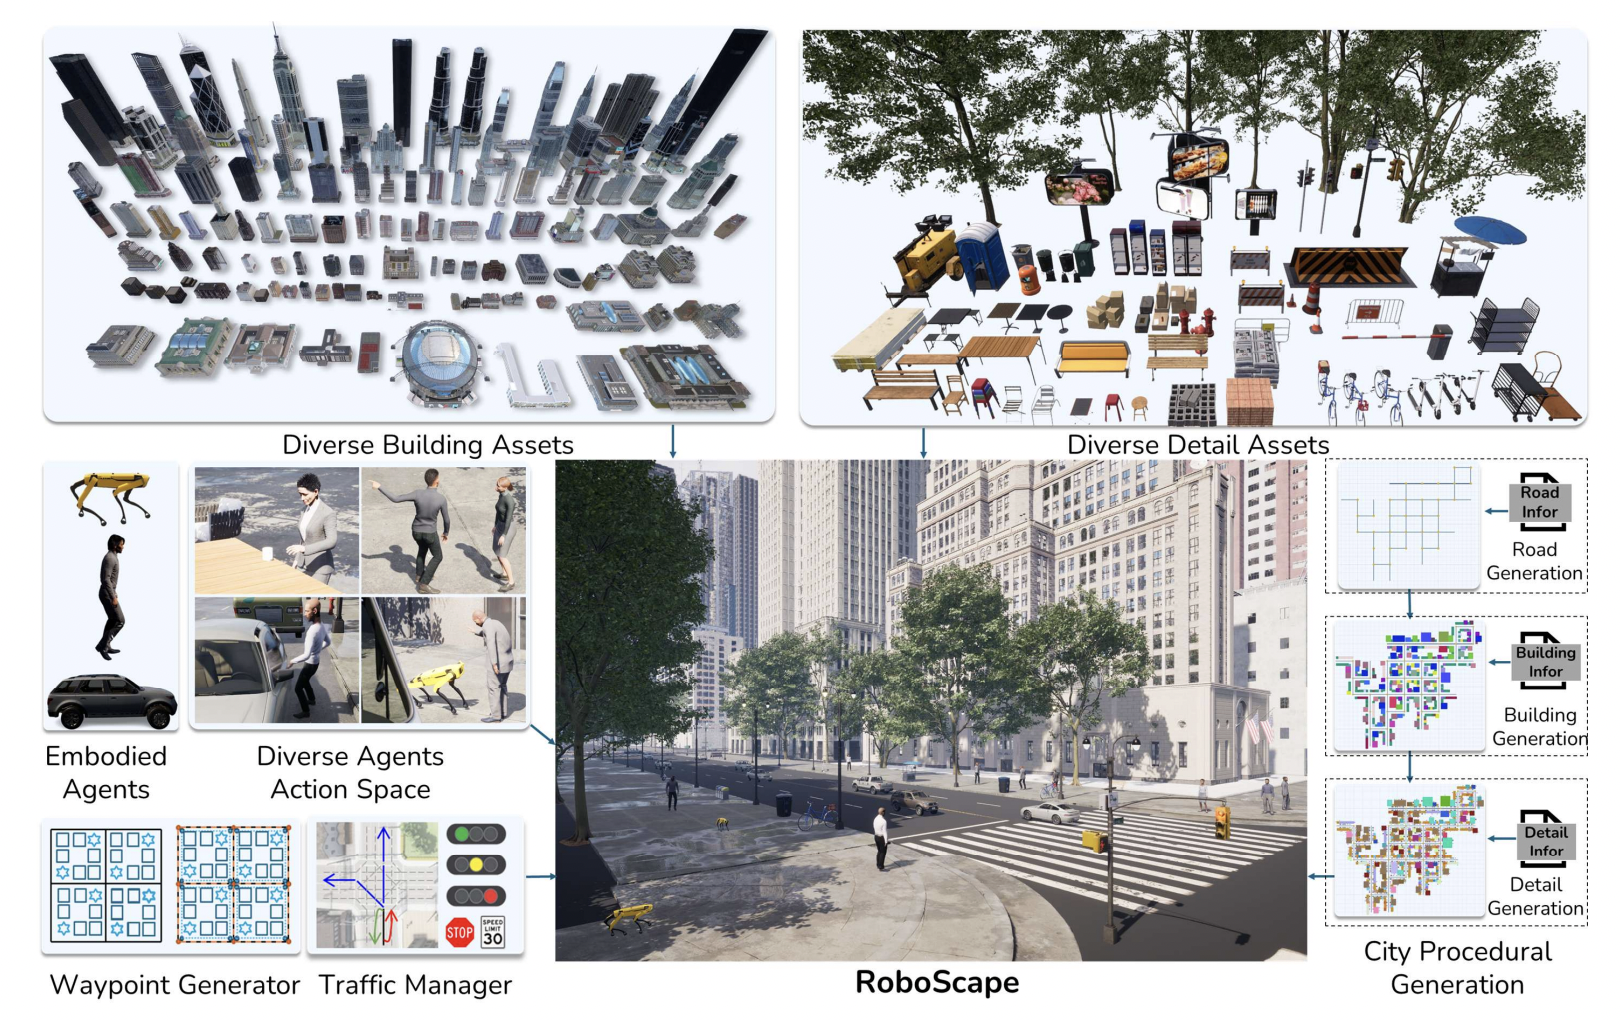 Diverse Building Assets
Diverse Detail Assets
Road
Infor
Road
Generation
Building
Infor
Building
Generation
Detail
Infor
Detail
Generation
City Procedural
Generation
Embodied
Agents
Diverse Agents
Action Space
STOP
SPEED
LIMIT
30
Waypoint Generator
Traffic Manager
RoboScape